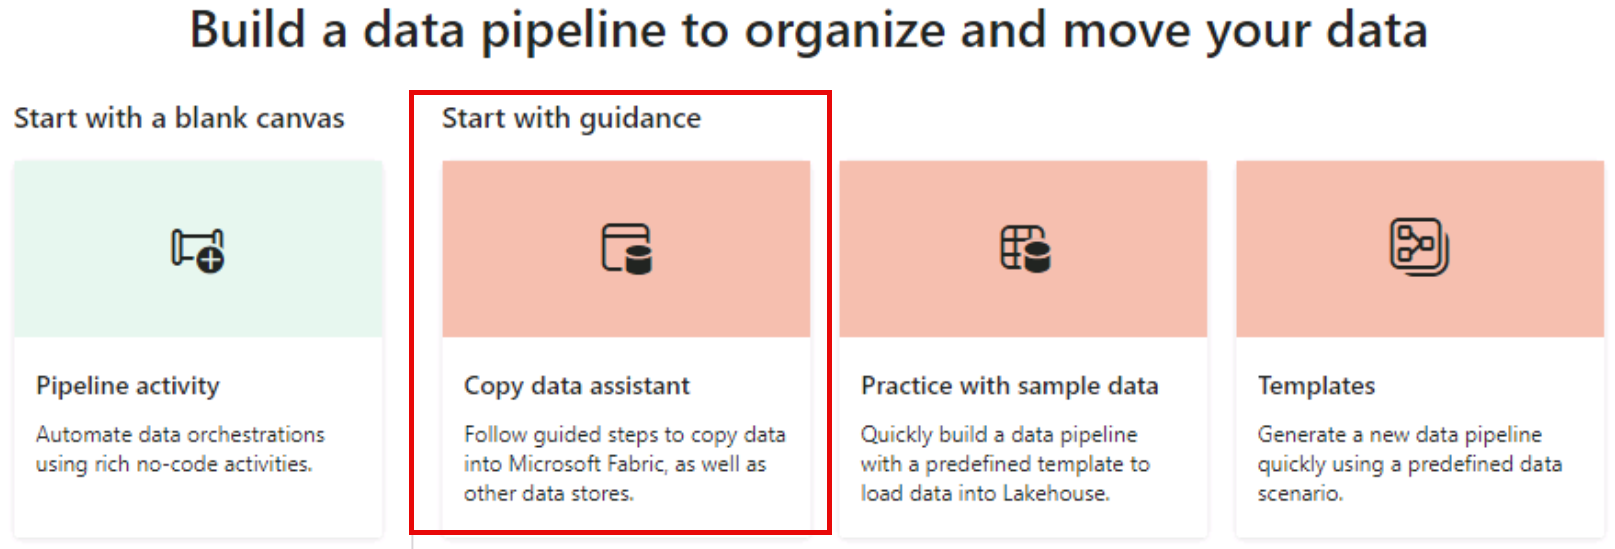 Build a data pipeline to organize and move your data
Start with a blank canvas
Start with guidance
Pipeline activity
Automate data orchestrations
using rich no-code activities.
Copy data assistant
Follow guided steps to copy data
into Microsoft Fabric, as well as
other data stores.
Practice with sample data
Quickly build a data pipeline
with a predefined template to
load data into Lakehouse.
Templates
Generate a new data pipeline
quickly using a predefined data
scenario.